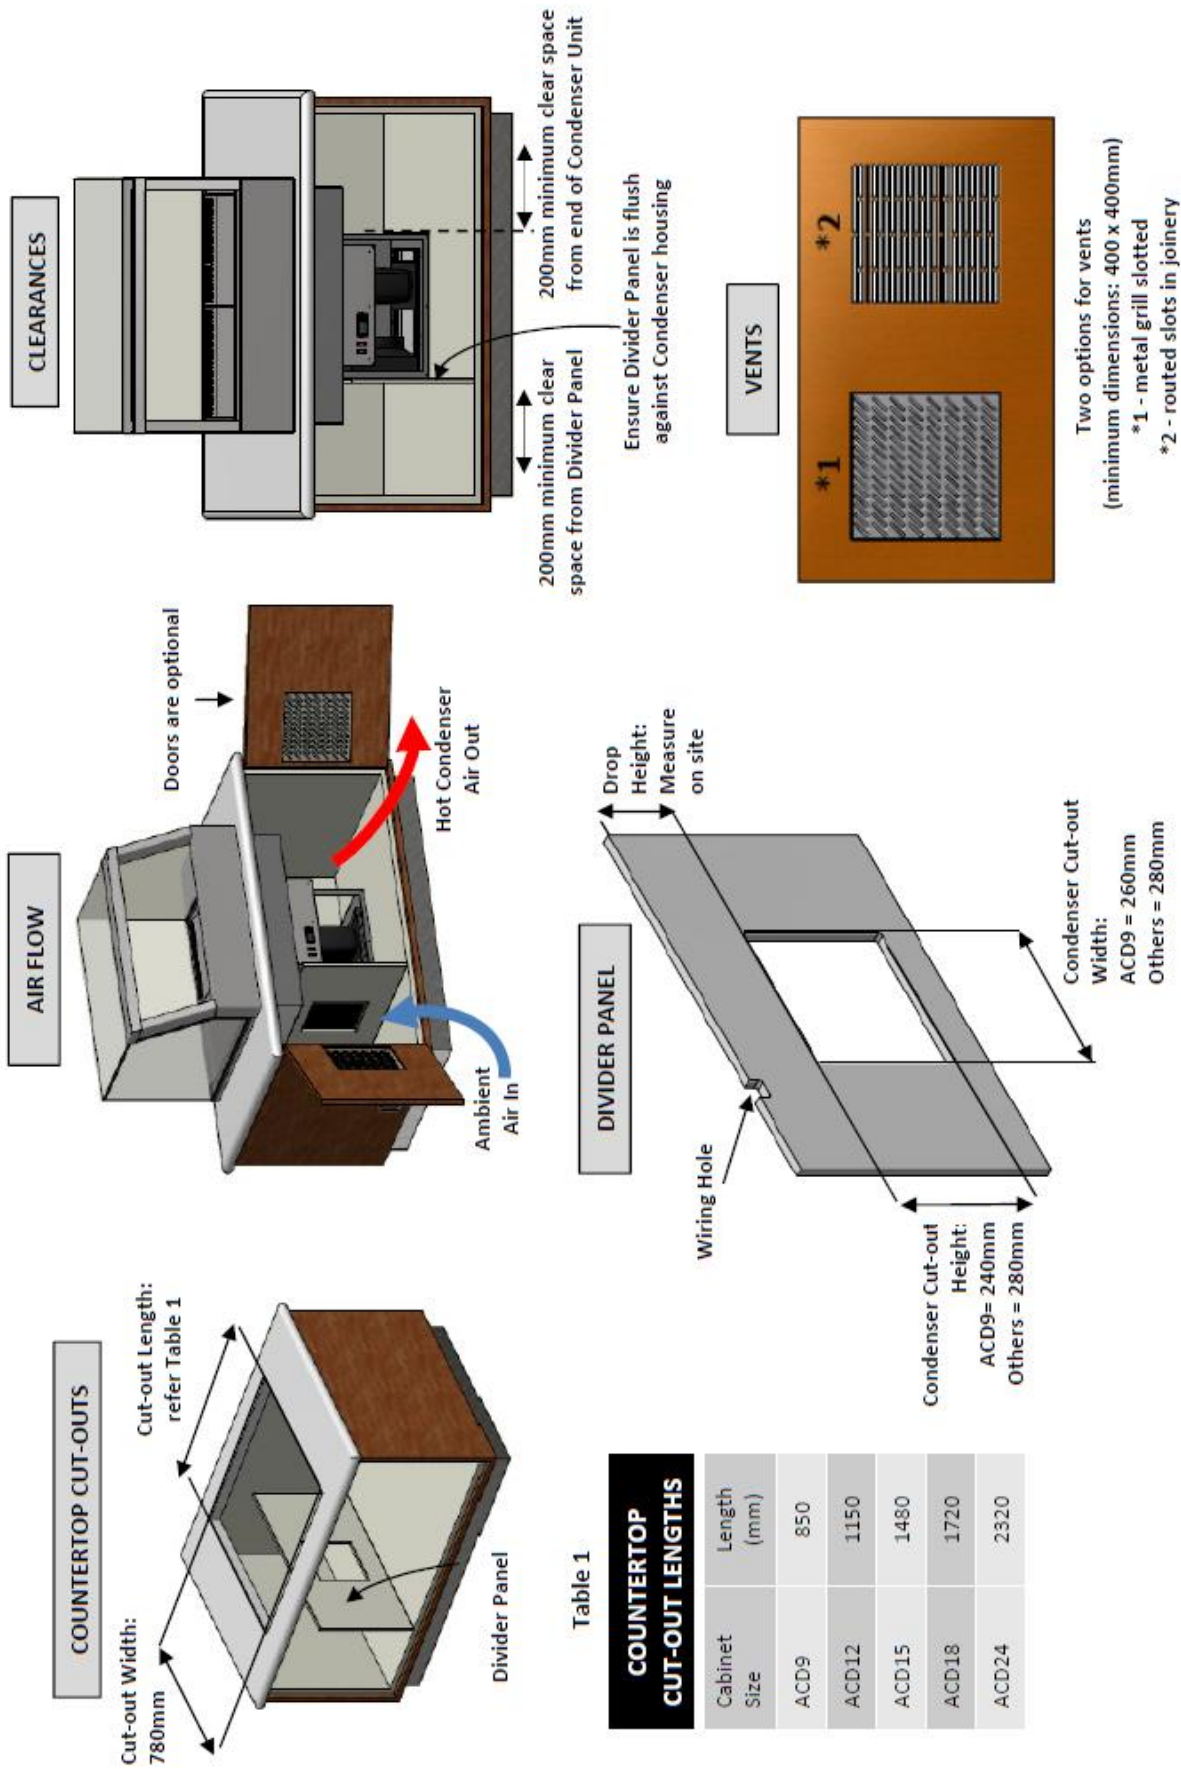 COUNTERTOP CUT-OUTS
Cut-out Width:
780mm
Cut-out Length:
refer Table 1
Divider Panel
AIR FLOW
Doors are optional
Ambient
Air In
Hot Condenser
Air Out
CLEARANCES
200mm minimum clear
space from Divider Panel
200mm minimum clear space
from end of Condenser Unit
Ensure Divider Panel is flush
against Condenser housing
Table 1
COUNTERTOP
CUT-OUT LENGTHS
Cabinet Size Length (mm)
ACD9 850
ACD12 1150
ACD15 1480
ACD18 1720
ACD24 2320
DIVIDER PANEL
Wiring Hole
Drop
Height:
Measure
on site
Condenser Cut-out
Height:
ACD9= 240mm
Others = 280mm
Condenser Cut-out
Width:
ACD9 = 260mm
Others = 280mm
VENTS
*1
*2
Two options for vents
(minimum dimensions: 400 x 400mm)
*1 - metal grill slotted
*2 - routed slots in joinery